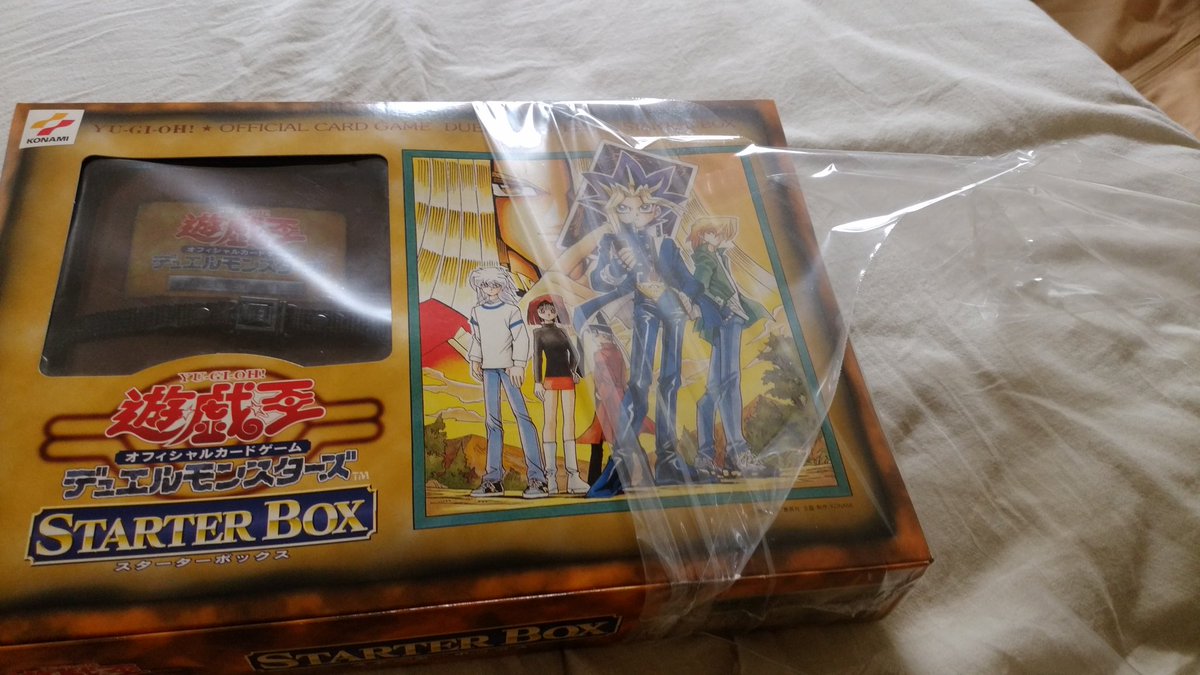 KONAMI
YU-GI-OH! ★ OFFICIAL CARD GAME DUE
遊戯王
オフィシャルカードゲーム
デュエルモンスターズ
YU-GI-OH!
遊戯王
オフィシャルカードゲーム
デュエルモンスターズ™
STARTER BOX
スターターボックス
STARTER BOX